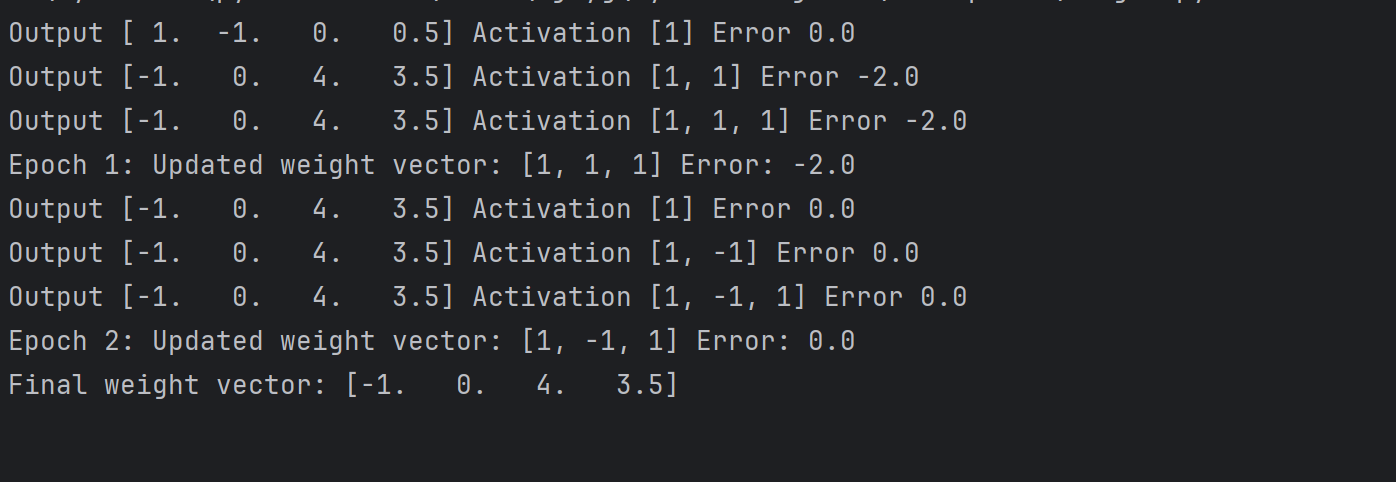 Output [ 1.  -1.   0.   0.5] Activation [1] Error 0.0
Output [-1.   0.   4.   3.5] Activation [1, 1] Error -2.0
Output [-1.   0.   4.   3.5] Activation [1, 1, 1] Error -2.0
Epoch 1: Updated weight vector: [1, 1, 1] Error: -2.0
Output [-1.   0.   4.   3.5] Activation [1] Error 0.0
Output [-1.   0.   4.   3.5] Activation [1, -1] Error 0.0
Output [-1.   0.   4.   3.5] Activation [1, -1, 1] Error 0.0
Epoch 2: Updated weight vector: [1, -1, 1] Error: 0.0
Final weight vector: [-1.   0.   4.   3.5]